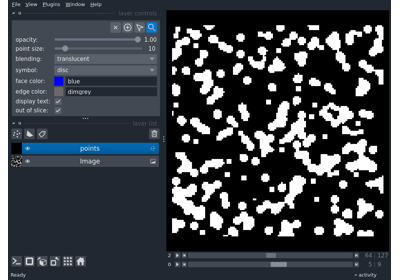 File View Plugins Window Help
layer controls
opacity: 1.00
point size: 10
blending: translucent
symbol: disc
face color: blue
edge color: dimgrey
display text:
out of slice:
layer list
points
Image
2 64 127
0 5 9
Ready activity